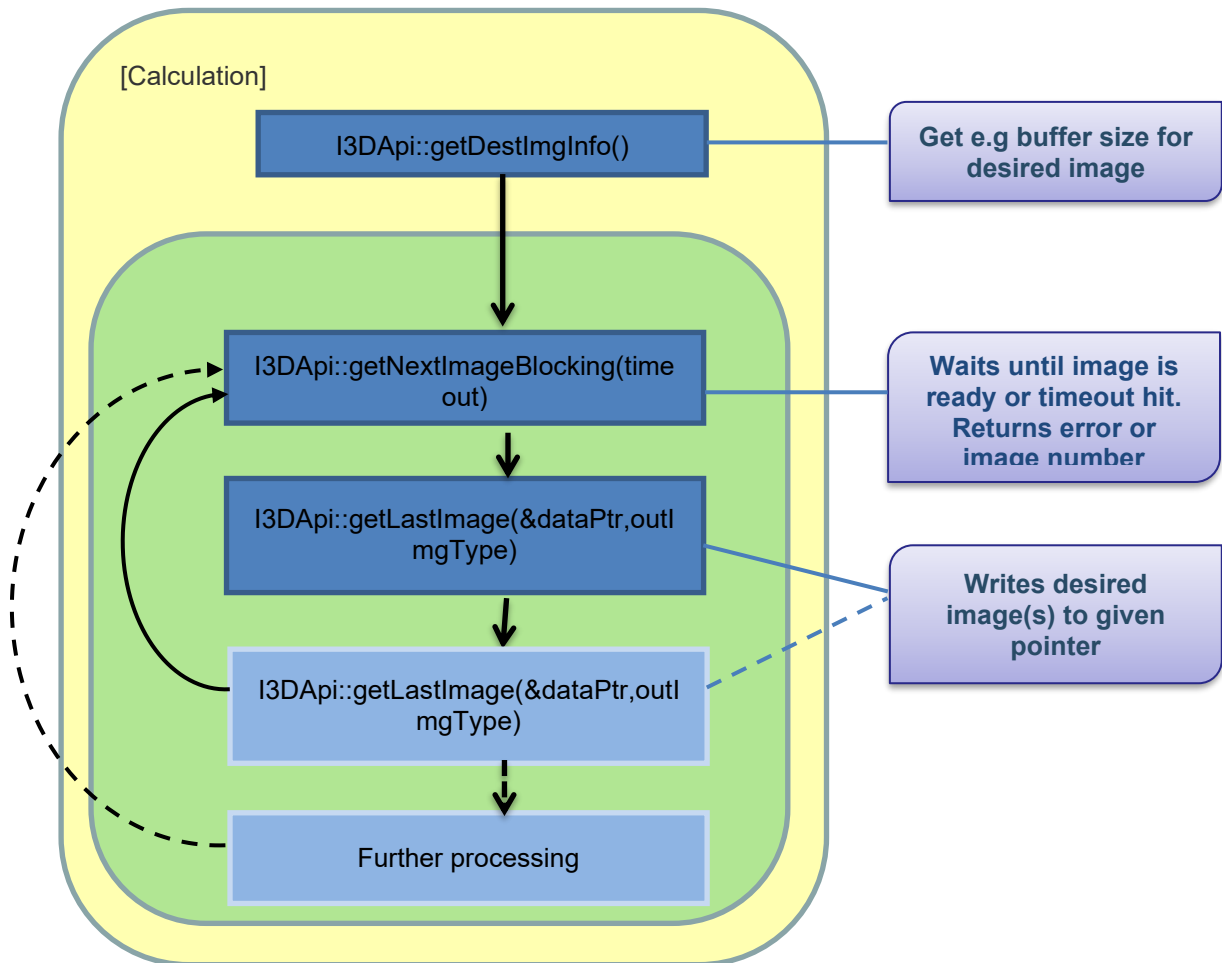 [Calculation]
I3DApi::getDestImgInfo()
Get e.g buffer size for
desired image
I3DApi::getNextImageBlocking(time
out)
Waits until image is
ready or timeout hit.
Returns error or
image number
I3DApi::getLastImage(&dataPtr,outI
mgType)
Writes desired
image(s) to given
pointer
I3DApi::getLastImage(&dataPtr,outI
mgType)
Further processing